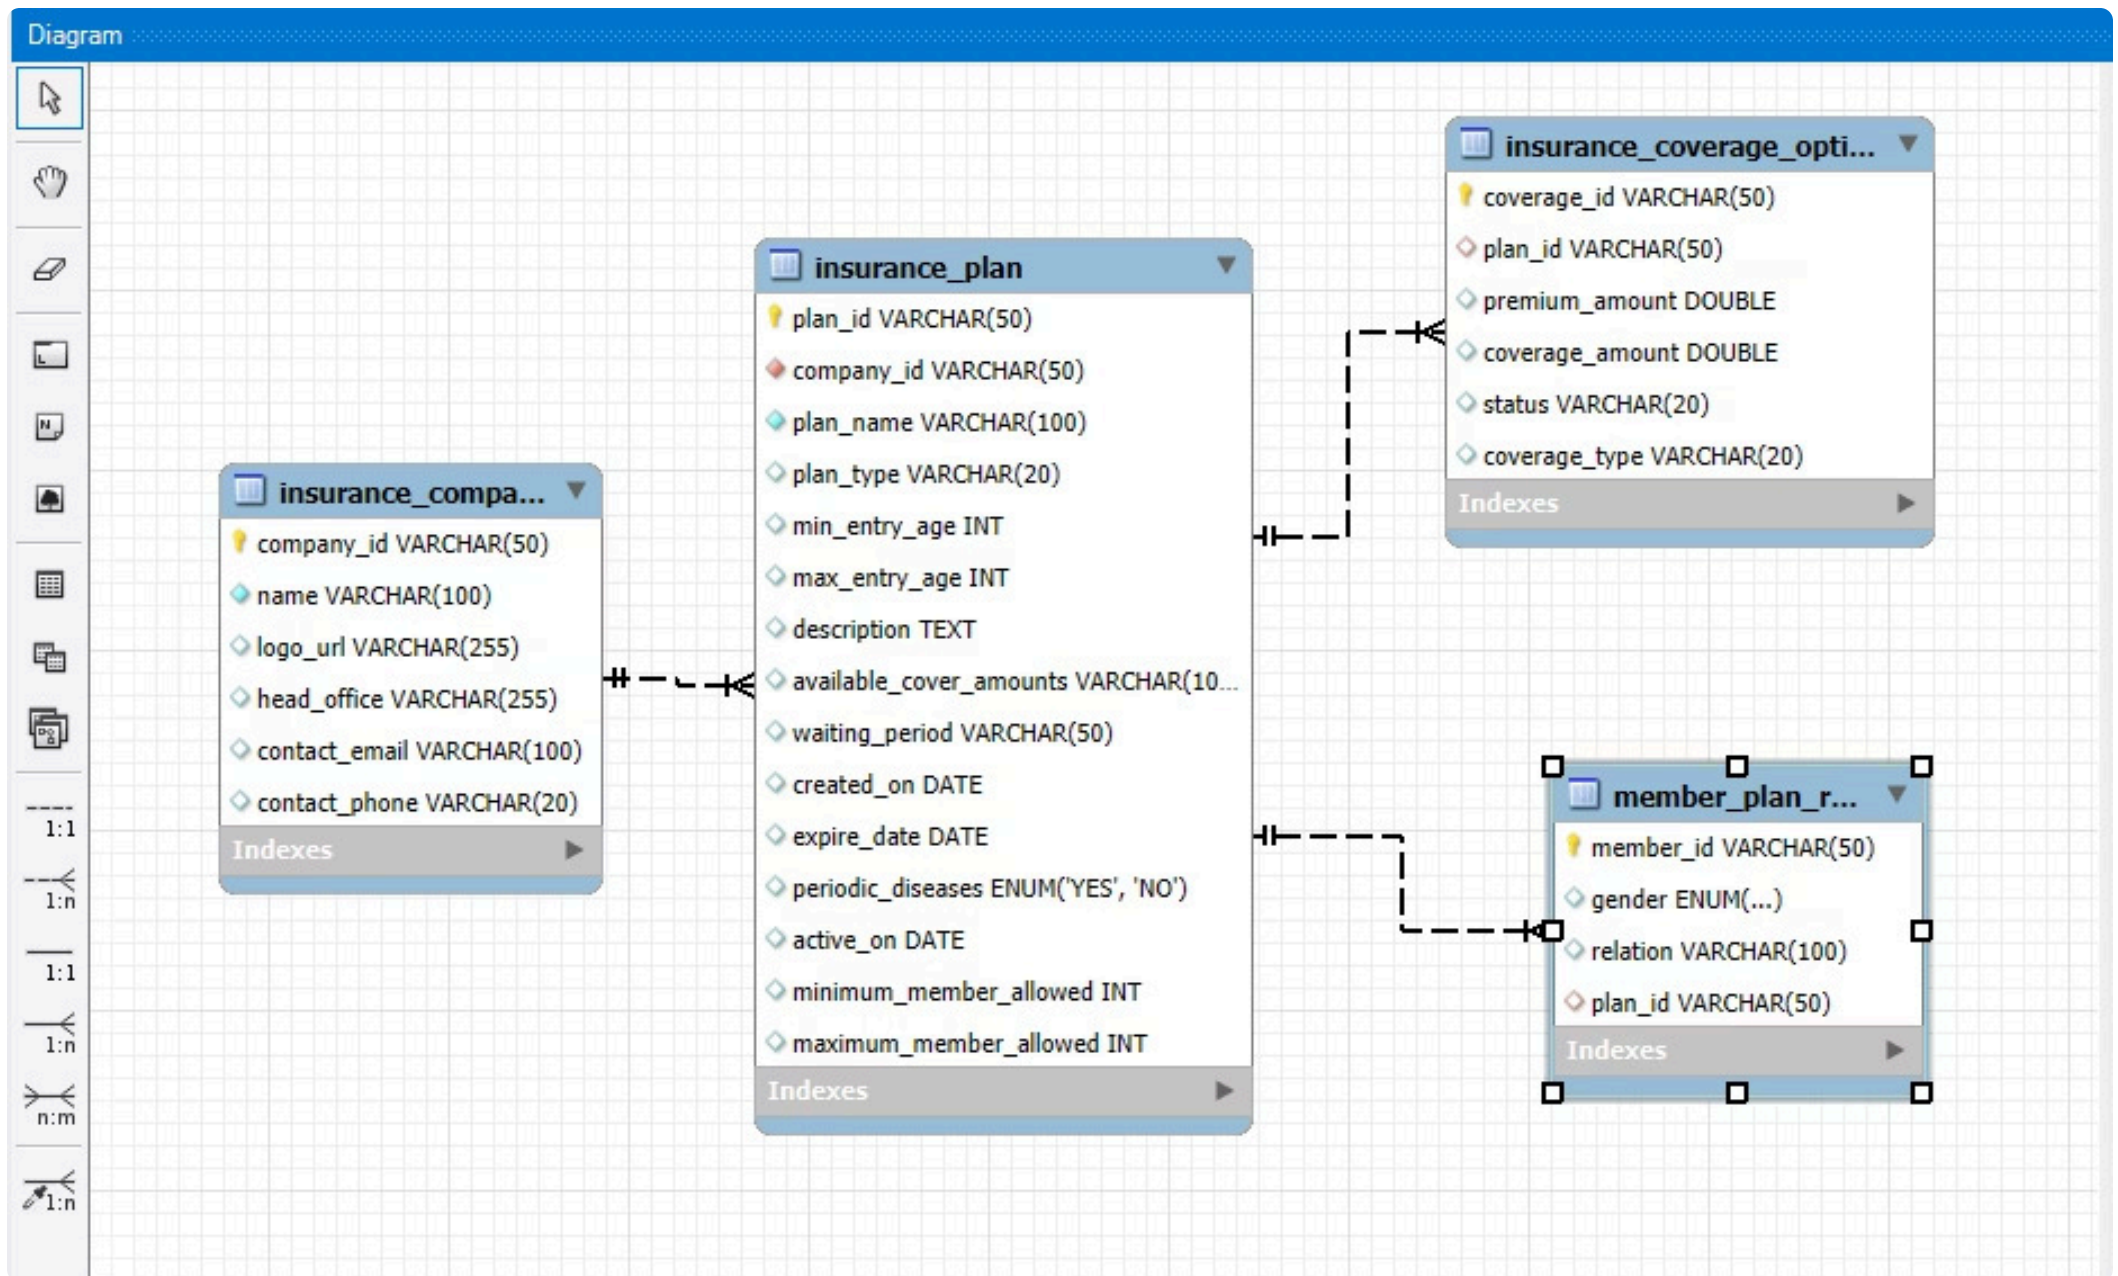 Diagram
1:1
1:n
1:1
1:n
n:m
1:n
insurance_compa...
company_id VARCHAR(50)
name VARCHAR(100)
logo_url VARCHAR(255)
head_office VARCHAR(255)
contact_email VARCHAR(100)
contact_phone VARCHAR(20)
Indexes
insurance_plan
plan_id VARCHAR(50)
company_id VARCHAR(50)
plan_name VARCHAR(100)
plan_type VARCHAR(20)
min_entry_age INT
max_entry_age INT
description TEXT
available_cover_amounts VARCHAR(10...
waiting_period VARCHAR(50)
created_on DATE
expire_date DATE
periodic_diseases ENUM('YES', 'NO')
active_on DATE
minimum_member_allowed INT
maximum_member_allowed INT
Indexes
insurance_coverage_opti...
coverage_id VARCHAR(50)
plan_id VARCHAR(50)
premium_amount DOUBLE
coverage_amount DOUBLE
status VARCHAR(20)
coverage_type VARCHAR(20)
Indexes
member_plan_r...
member_id VARCHAR(50)
gender ENUM(...)
relation VARCHAR(100)
plan_id VARCHAR(50)
Indexes